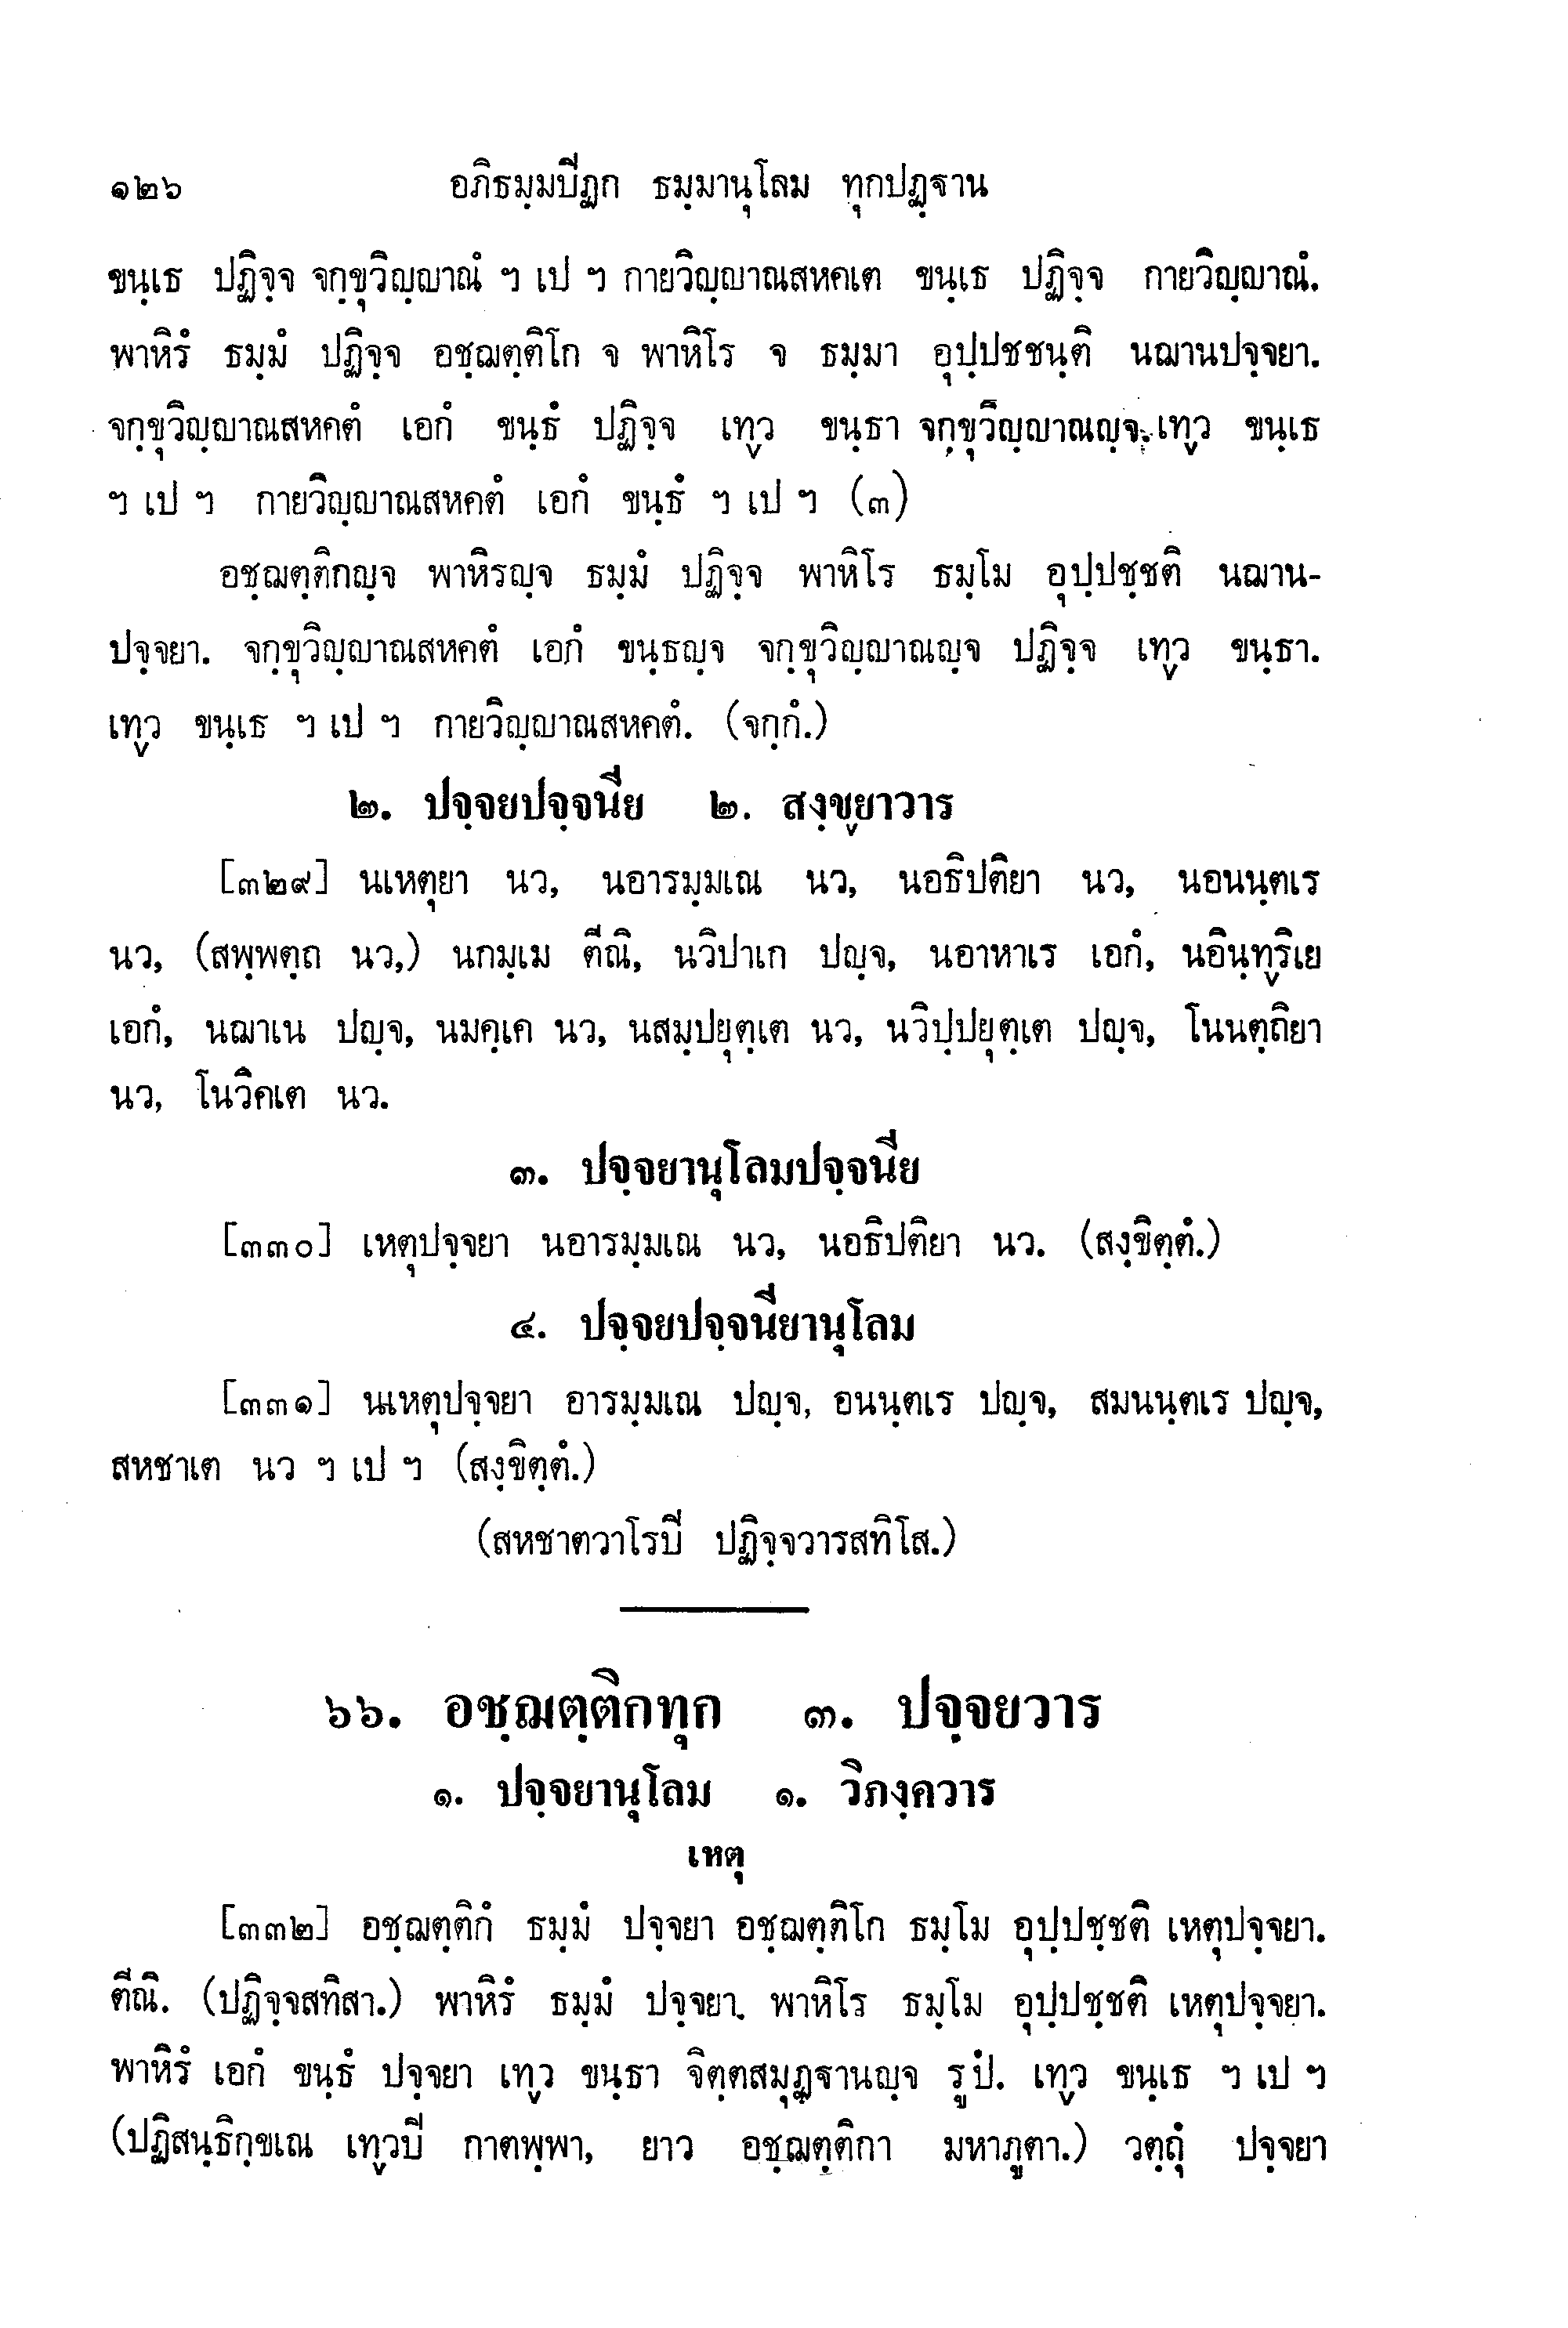 ๑๒๖ อภิธมฺมปีฏก ธมฺมานุโลม ทุกปฏฺฐาน
ขนฺเธ ปฏิจฺจ จกฺขุวิญฺญาณํ ฯ เป ฯ กายวิญฺญาณสหคเต ขนฺเธ ปฏิจฺจ กายวิญฺญาณํ.
พาหิรํ ธมฺมํ ปฏิจฺจ อชฺฌตฺติโก จ พาหิโร จ ธมฺมา อุปฺปชชนฺติ นฌานปจฺจยา.
จกฺขุวิญฺญาณสหคตํ เอกํ ขนฺธํ ปฏิจฺจ เทฺว ขนฺธา จกฺขุวิญฺญาณญฺจ. เทฺว ขนฺเธ
ฯ เป ฯ กายวิญฺญาณสหคตํ เอกํ ขนฺธํ ฯ เป ฯ (๓)
อชฺฌตฺติกญฺจ พาหิรญฺจ ธมฺมํ ปฏิจฺจ พาหิโร ธมฺโม อุปฺปชฺชติ นฌาน-
ปจฺจยา. จกฺขุวิญฺญาณสหคตํ เอกํ ขนฺธญฺจ จกฺขุวิญฺญาณญฺจ ปฏิจฺจ เทฺว ขนฺธา.
เทฺว ขนฺเธ ฯ เป ฯ กายวิญฺญาณสหคตํ. (จกฺกํ.)
๒. ปจฺจยปจฺจนีย ๒. สงฺขฺยาวาร
[๓๒๙] นเหตุยา นว, นอารมฺมเณ นว, นอธิปติยา นว, นอนนฺตเร
นว, (สพฺพตฺถ นว,) นกมฺเม ตีณิ, นวิปาเก ปญฺจ, นอาหาเร เอกํ, นอินฺทฺริเย
เอกํ, นฌาเน ปญฺจ, นมคฺเค นว, นสมฺปยุตฺเต นว, นวิปฺปยุตฺเต ปญฺจ, โนนตฺถิยา
นว, โนวิคเต นว.
๓. ปจฺจยานุโลมปจฺจนีย
[๓๓๐] เหตุปจฺจยา นอารมฺมเณ นว, นอธิปติยา นว. (สงฺขิตฺตํ.)
๔. ปจฺจยปจฺจนียานุโลม
[๓๓๑] นเหตุปจฺจยา อารมฺมเณ ปญฺจ, อนนฺตเร ปญฺจ, สมนนฺตเร ปญฺจ,
สหชาเต นว ฯ เป ฯ (สงฺขิตฺตํ.)
(สหชาตวาโรปี ปฏิจฺจวารสทิโส.)
๖๖. อชฺฌตฺติกทุก ๓. ปจฺจยวาร
๑. ปจฺจยานุโลม ๑. วิภงฺควาร
เหตุ
[๓๓๒] อชฺฌตฺติกํ ธมฺมํ ปจฺจยา อชฺฌตฺติโก ธมฺโม อุปฺปชฺชติ เหตุปจฺจยา.
ตีณิ. (ปฏิจฺจสทิสา.) พาหิรํ ธมฺมํ ปจฺจยา พาหิโร ธมฺโม อุปฺปชฺชติ เหตุปจฺจยา.
พาหิรํ เอกํ ขนฺธํ ปจฺจยา เทฺว ขนฺธา จิตฺตสมุฏฺฐานญฺจ รูปํ. เทฺว ขนฺเธ ฯ เป ฯ
(ปฏิสนฺธิกฺขเณ เทฺวปี กาตพฺพา, ยาว อชฺฌตฺติกา มหาภูตา.) วตฺถุํ ปจฺจยา